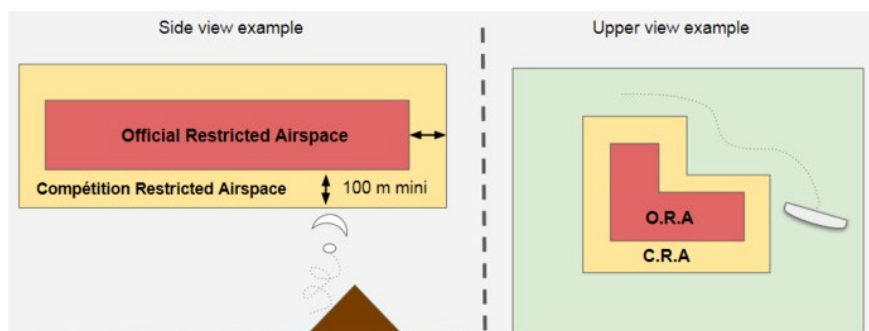 Side view example
Upper view example
Official Restricted Airspace
Compétition Restricted Airspace
100 m mini
O.R.A
C.R.A